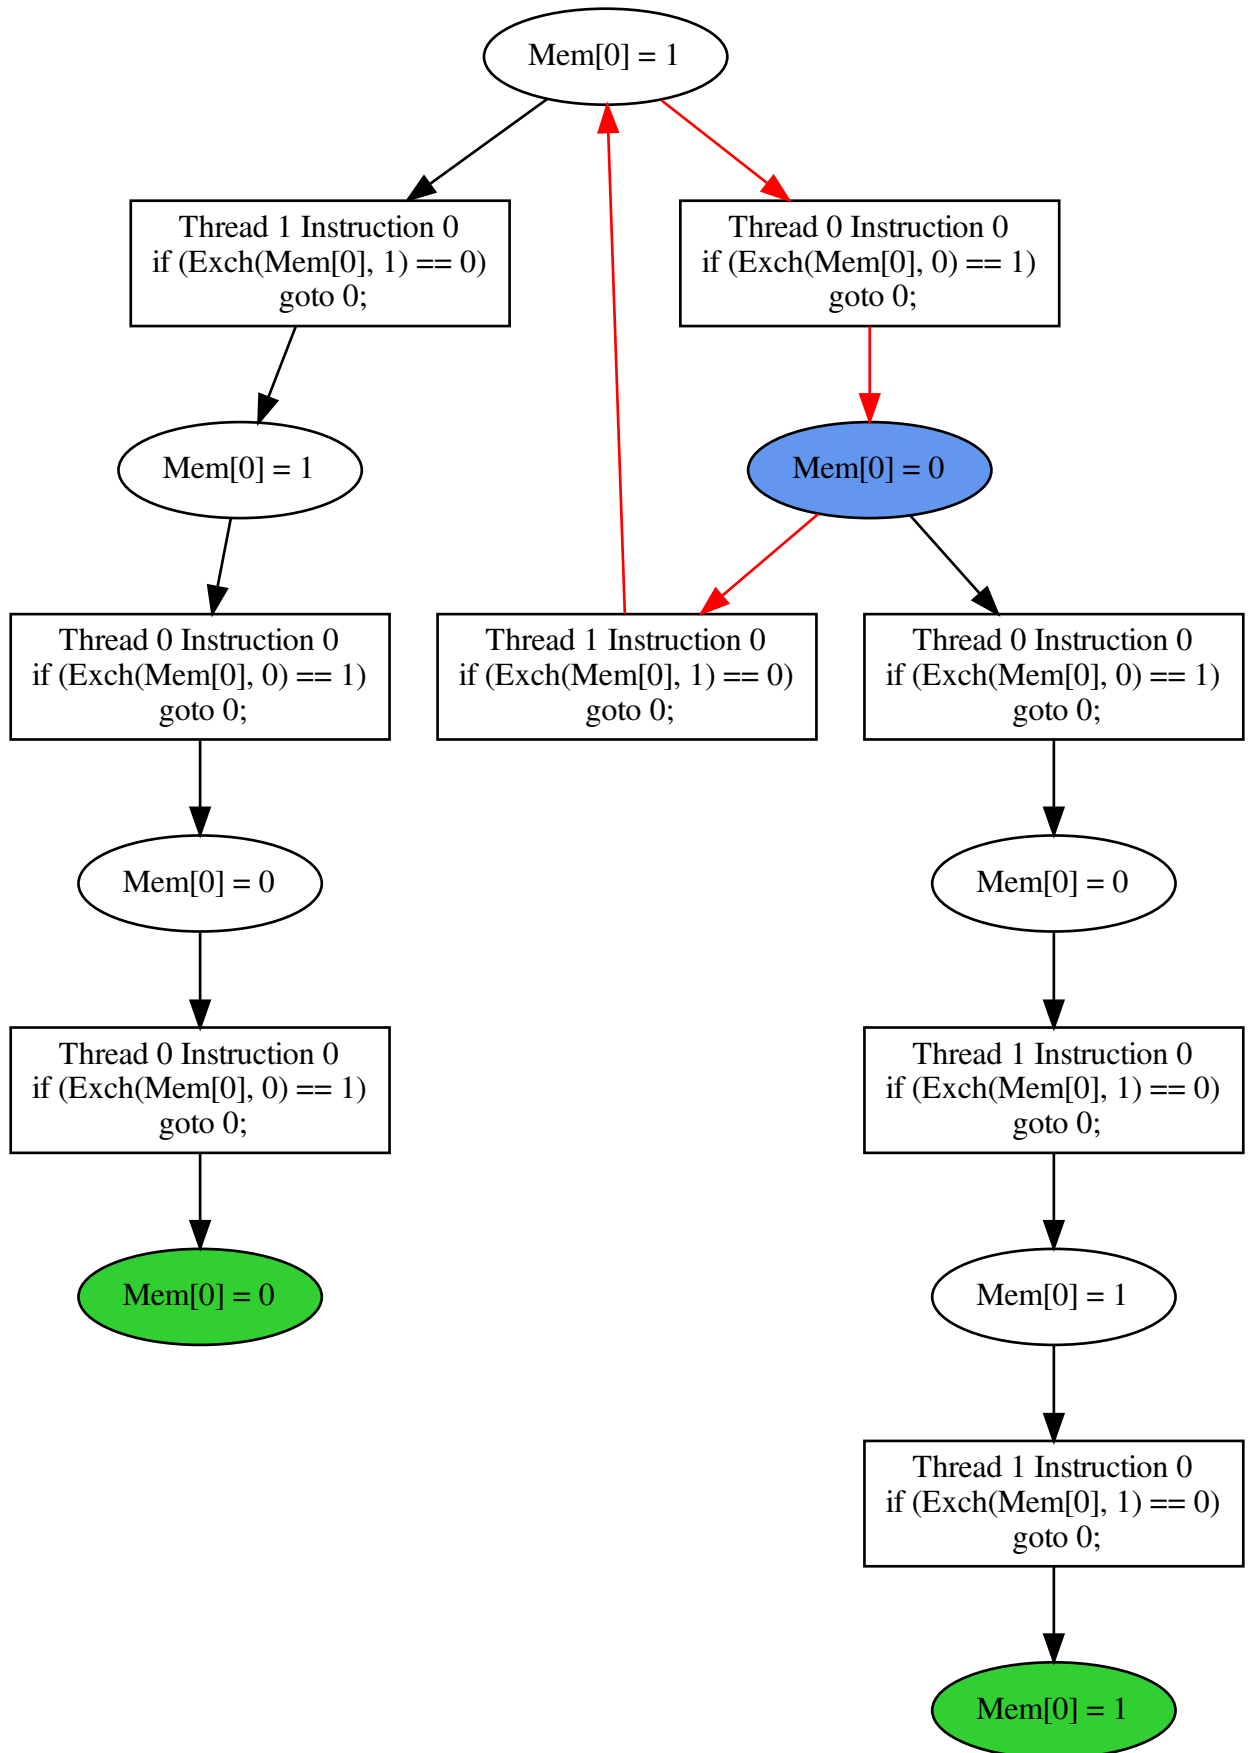 Mem[0] = 1
Thread 1 Instruction 0
if (Exch(Mem[0], 1) == 0)
goto 0;
Thread 0 Instruction 0
if (Exch(Mem[0], 0) == 1)
goto 0;
Mem[0] = 1
Mem[0] = 0
Thread 0 Instruction 0
if (Exch(Mem[0], 0) == 1)
goto 0;
Thread 1 Instruction 0
if (Exch(Mem[0], 1) == 0)
goto 0;
Thread 0 Instruction 0
if (Exch(Mem[0], 0) == 1)
goto 0;
Mem[0] = 0
Mem[0] = 0
Thread 0 Instruction 0
if (Exch(Mem[0], 0) == 1)
goto 0;
Thread 1 Instruction 0
if (Exch(Mem[0], 1) == 0)
goto 0;
Mem[0] = 0
Mem[0] = 1
Thread 1 Instruction 0
if (Exch(Mem[0], 1) == 0)
goto 0;
Mem[0] = 1